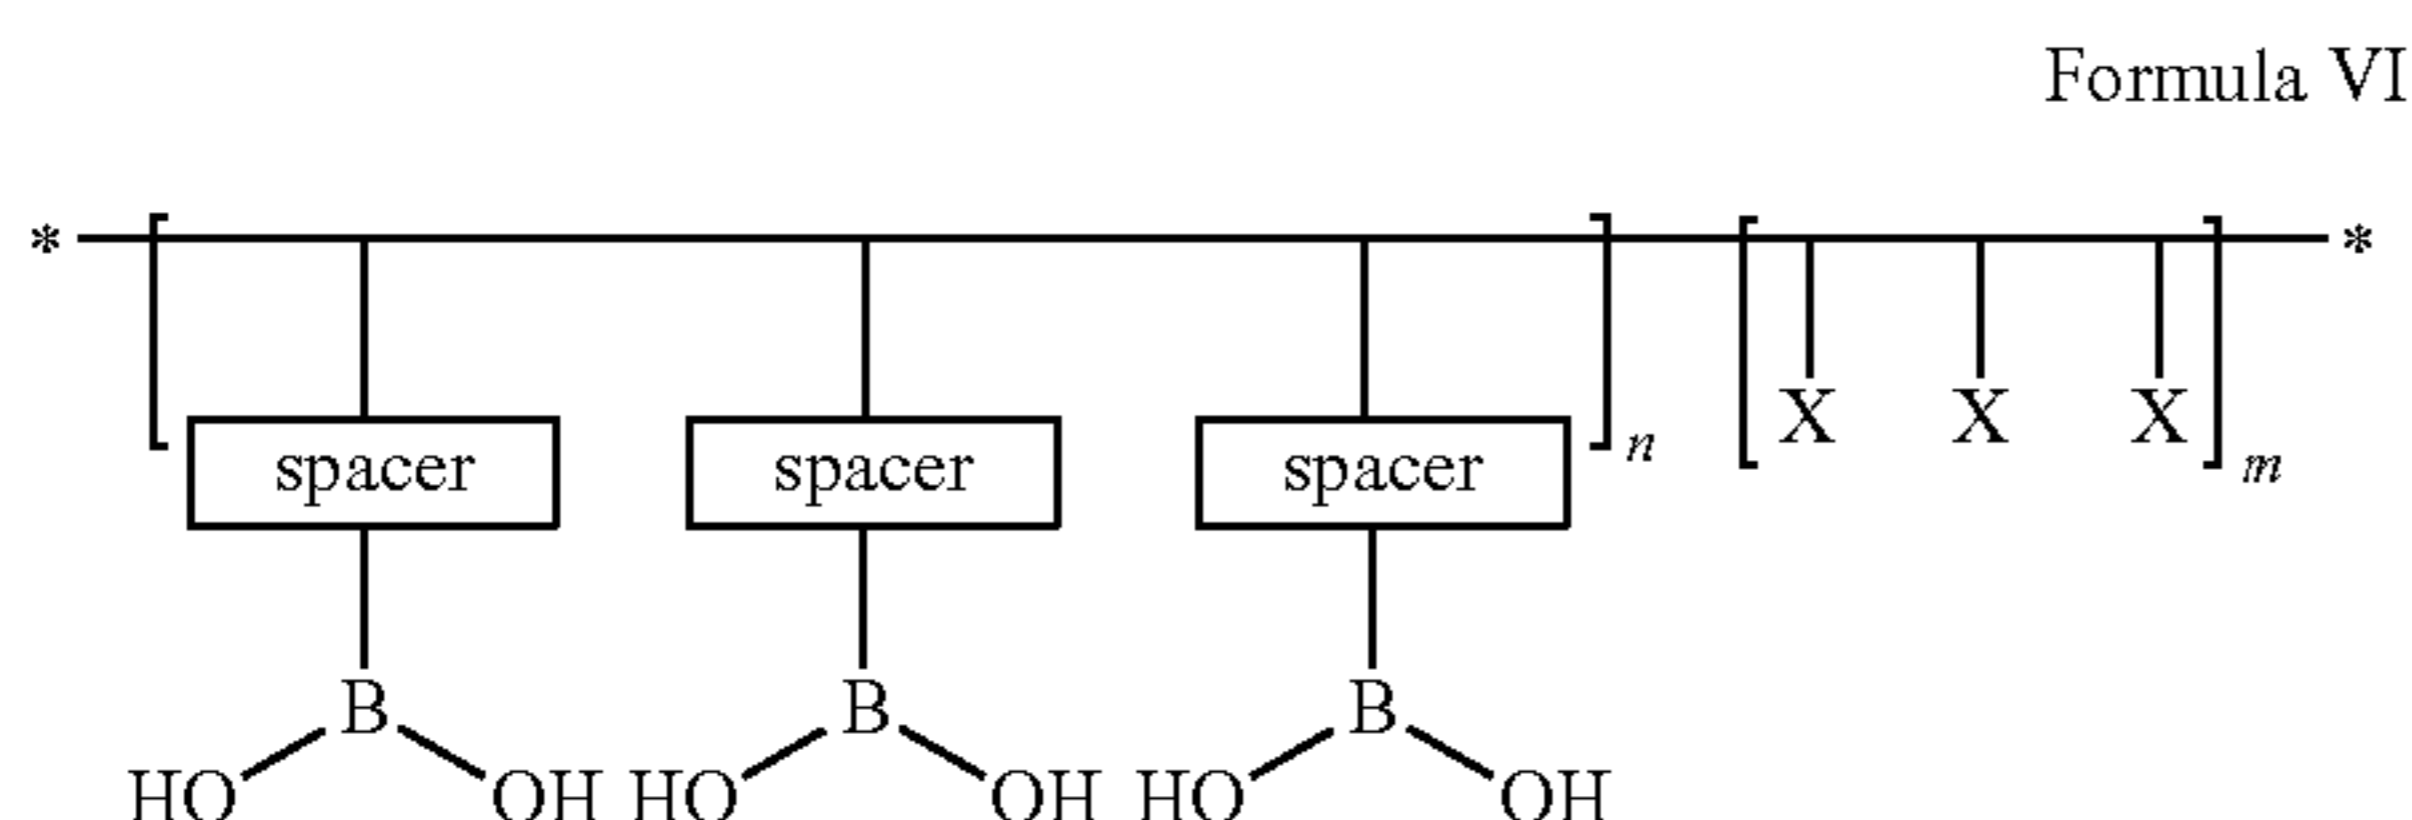 Formula VI
* *
X X X
spacer spacer spacer n m
B B B
HO OH HO OH HO OH